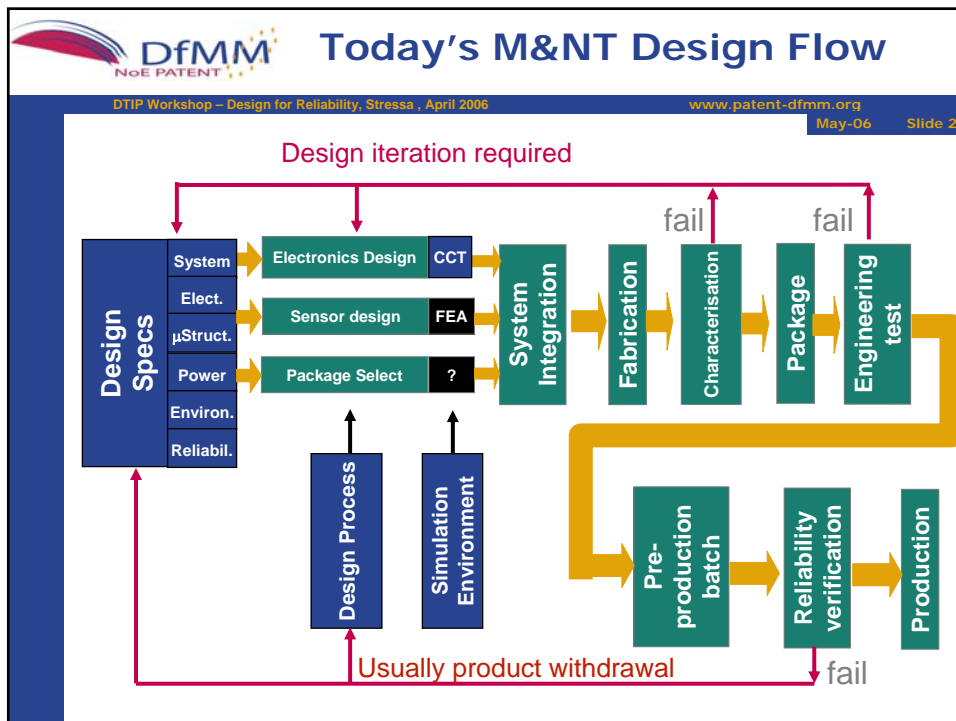 DfMM
NoE PATENT
Today's M&NT Design Flow
DTIP Workshop – Design for Reliability, Stressa , April 2006
www.patent-dfmm.org
May-06 Slide 2
Design iteration required
fail
fail
Design
Specs
System
Elect.
µStruct.
Power
Environ.
Reliabil.
Electronics Design
CCT
Sensor design
FEA
Package Select
?
System
Integration
Fabrication
Characterisation
Package
Engineering
test
Design Process
Simulation
Environment
Pre-
production
batch
Reliability
verification
Production
Usually product withdrawal
fail